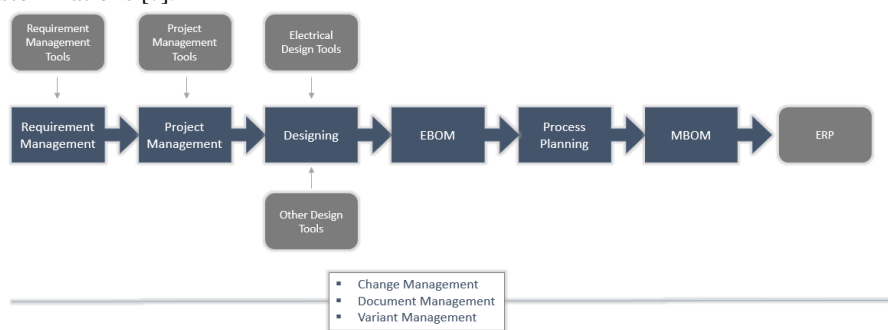 Requirement
Management
Tools
Project
Management
Tools
Electrical
Design Tools
Requirement
Management
Project
Management
Designing
EBOM
Process
Planning
MBOM
ERP
Other Design
Tools
▪ Change Management
▪ Document Management
▪ Variant Management